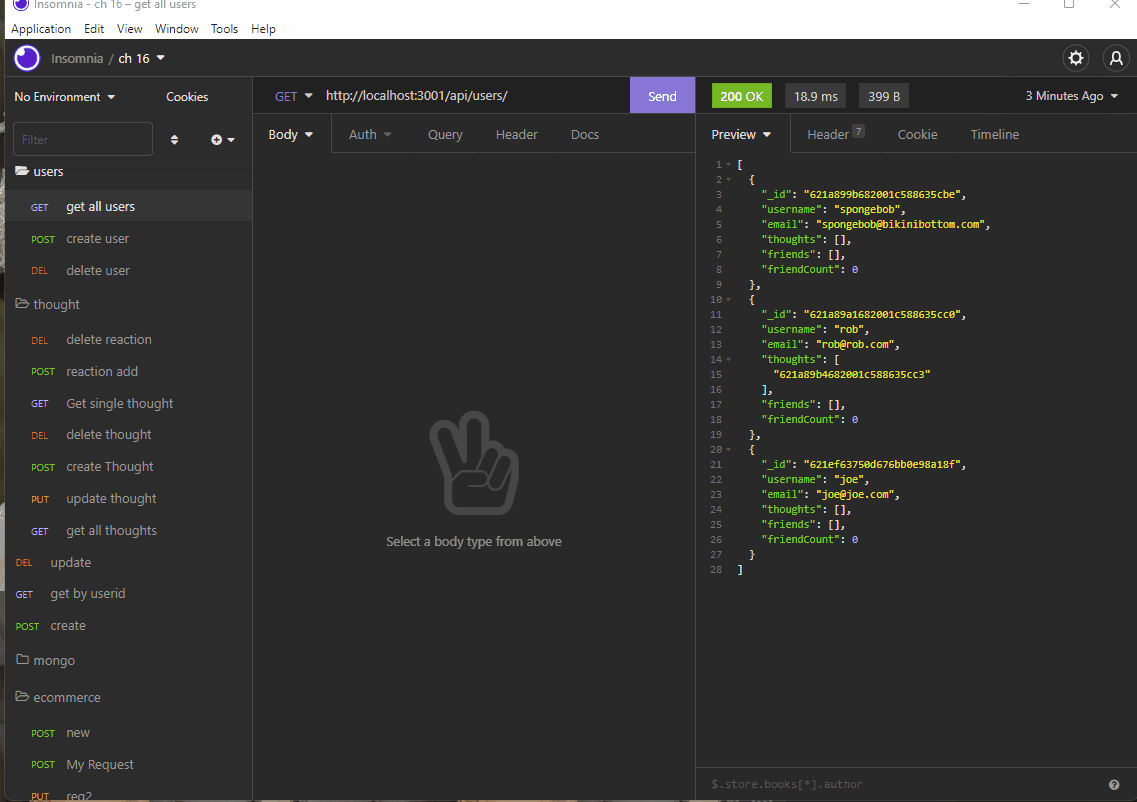 Insomnia - ch 16 – get all users
Application Edit View Window Tools Help
Insomnia / ch 16
No Environment Cookies
Filter
users
GET get all users
POST create user
DEL delete user
thought
DEL delete reaction
POST reaction add
GET Get single thought
DEL delete thought
POST create Thought
PUT update thought
GET get all thoughts
DEL update
GET get by userid
POST create
mongo
ecommerce
POST new
POST My Request
PUT req2
GET http://localhost:3001/api/users/ Send
Body Auth Query Header Docs
Select a body type from above
200 OK 18.9 ms 399 B 3 Minutes Ago
Preview Header 7 Cookie Timeline
1 [
2 {
3 "_id": "621a899b682001c588635cbe",
4 "username": "spongebob",
5 "email": "spongebob@bikinibottom.com",
6 "thoughts": [],
7 "friends": [],
8 "friendCount": 0
9 },
10 {
11 "_id": "621a89a1682001c588635cc0",
12 "username": "rob",
13 "email": "rob@rob.com",
14 "thoughts": [
15 "621a89b4682001c588635cc3"
16 ],
17 "friends": [],
18 "friendCount": 0
19 },
20 {
21 "_id": "621ef63750d676bb0e98a18f",
22 "username": "joe",
23 "email": "joe@joe.com",
24 "thoughts": [],
25 "friends": [],
26 "friendCount": 0
27 }
28 ]
$.store.books[*].author